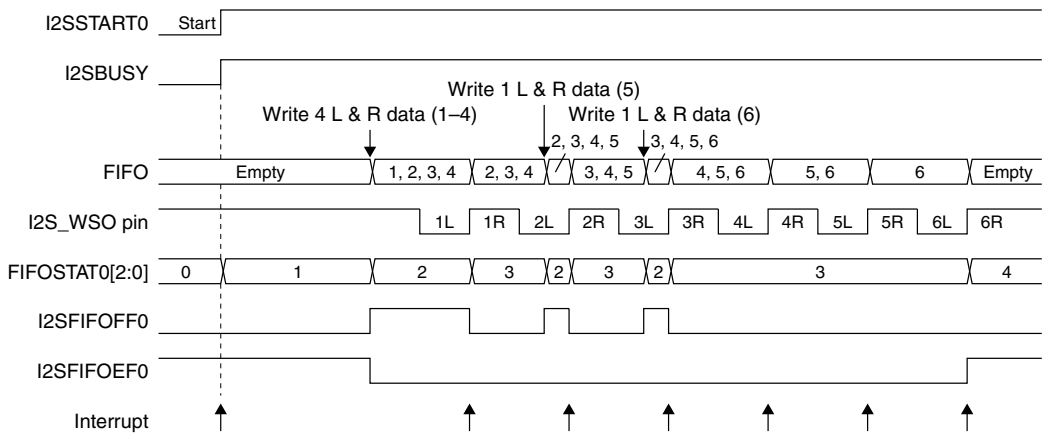 I2SSTART0 Start
I2SBUSY
Write 1 L & R data (5)
Write 4 L & R data (1–4) Write 1 L & R data (6)
2, 3, 4, 5 3, 4, 5, 6
FIFO Empty 1, 2, 3, 4 2, 3, 4 3, 4, 5 4, 5, 6 5, 6 6 Empty
I2S_WSO pin 1L 1R 2L 2R 3L 3R 4L 4R 5L 5R 6L 6R
FIFOSTAT0[2:0] 0 1 2 3 2 3 2 3 4
I2SFIFOFF0
I2SFIFOEF0
Interrupt